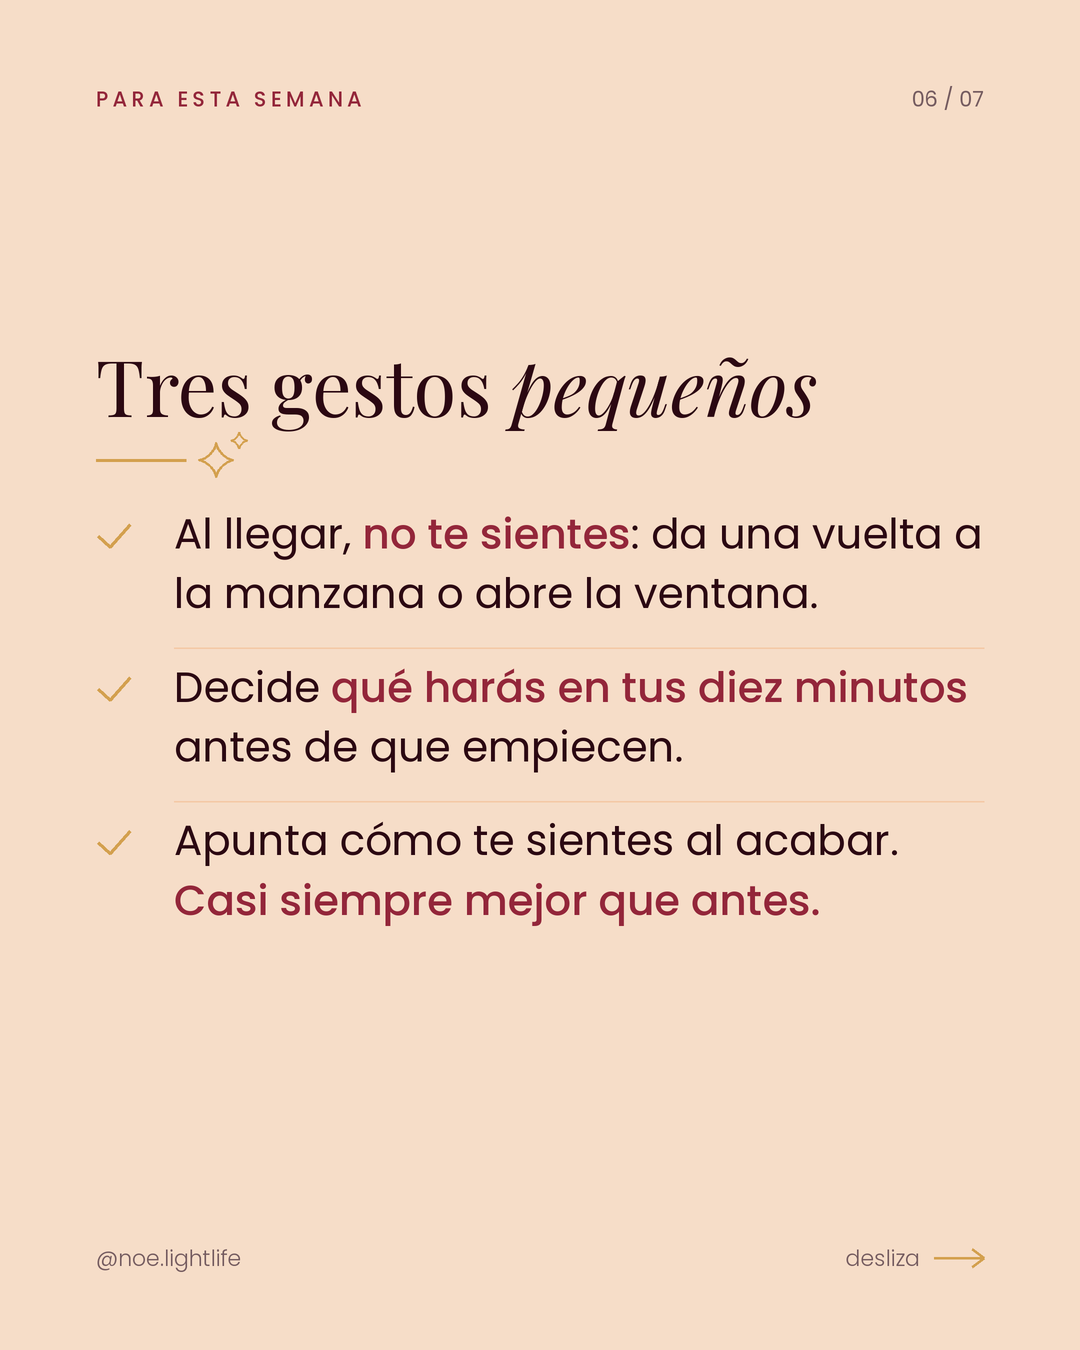 PARA ESTA SEMANA
06 / 07
Tres gestos pequeños
Al llegar, no te sientes: da una vuelta a
la manzana o abre la ventana.
Decide qué harás en tus diez minutos
antes de que empiecen.
Apunta cómo te sientes al acabar.
Casi siempre mejor que antes.
@noe.lightlife
desliza